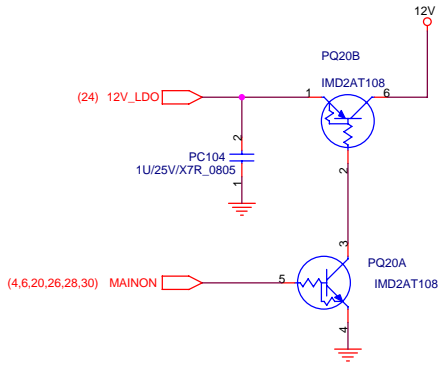 12V
PQ20B
IMD2AT108
(24) 12V_LDO
1
6
2
PC104
1U/25V/X7R_0805
1
2
3
PQ20A
(4,6,20,26,28,30) MAINON
5
IMD2AT108
4